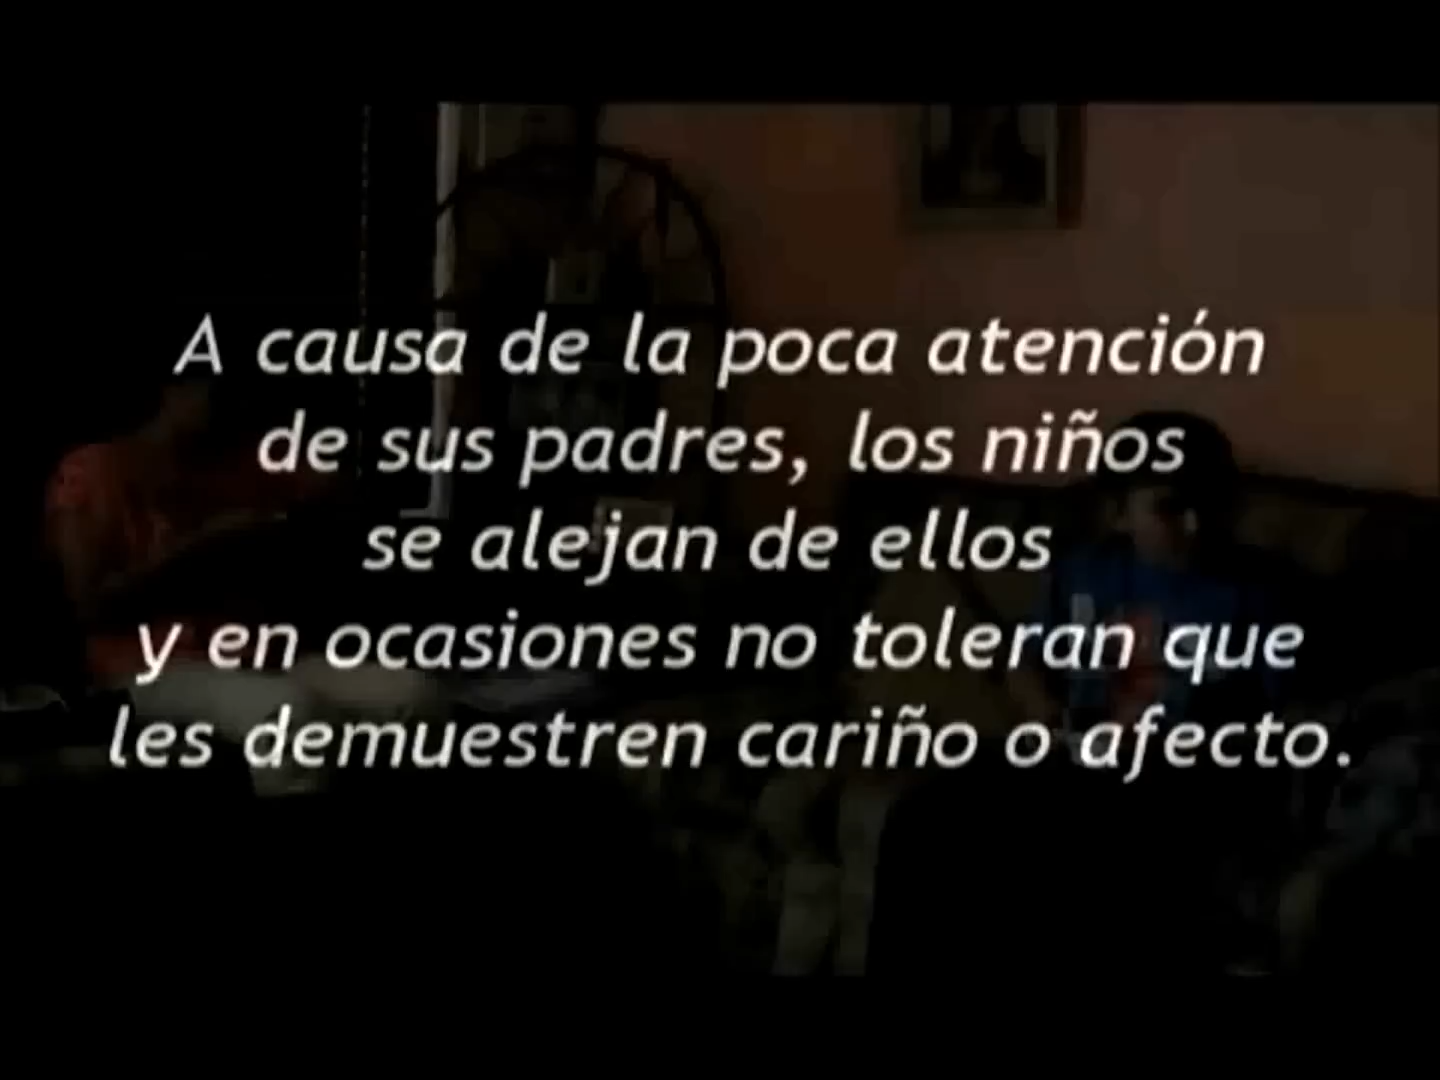 A causa de la poca atención
de sus padres, los niños
se alejan de ellos
y en ocasiones no toleran que
les demuestren cariño o afecto.